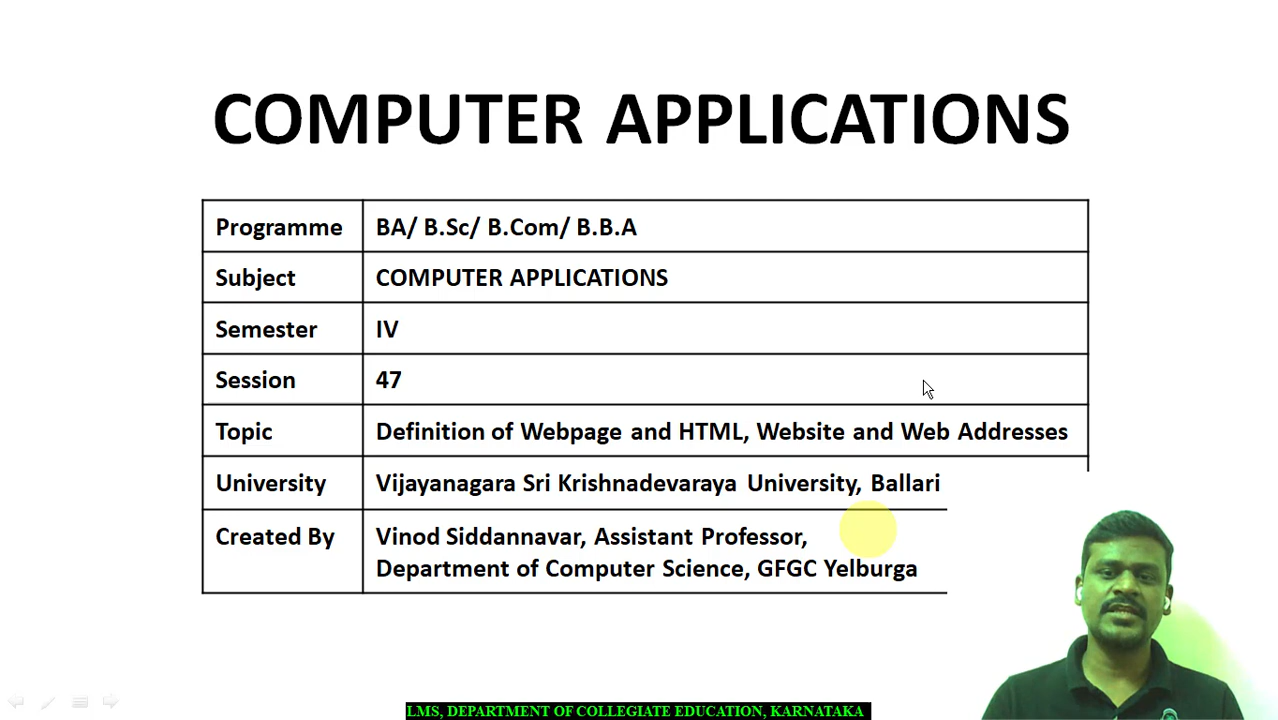 COMPUTER APPLICATIONS
Programme BA/ B.Sc/ B.Com/ B.B.A
Subject COMPUTER APPLICATIONS
Semester IV
Session 47
Topic Definition of Webpage and HTML, Website and Web Addresses
University Vijayanagara Sri Krishnadevaraya University, Ballari
Created By Vinod Siddannavar, Assistant Professor,
Department of Computer Science, GFGC Yelburga
LMS, DEPARTMENT OF COLLEGIATE EDUCATION, KARNATAKA